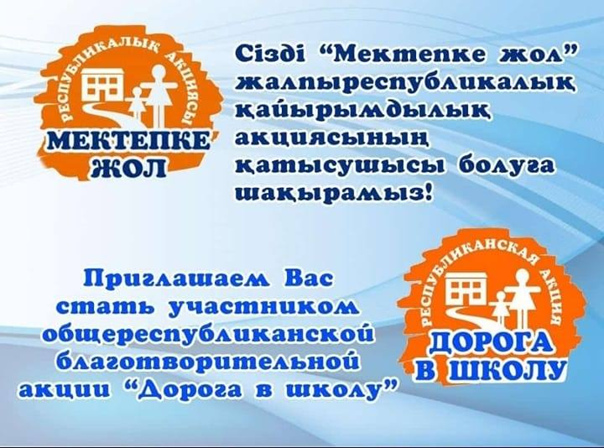 РЕСПУБЛИКАЛЫҚ АКЦИЯСЫ
МЕКТЕПКЕ
ЖОЛ
Сізді “Мектепке жол”
жалпыреспубликалық
қайырымдылық
акциясының
қатысушысы болуға
шақырамыз!
Приглашаем Вас
стать участником
общереспубликанской
благотворительной
акции “Дорога в школу”
РЕСПУБЛИКАНСКАЯ АКЦИЯ
ДОРОГА
В ШКОЛУ